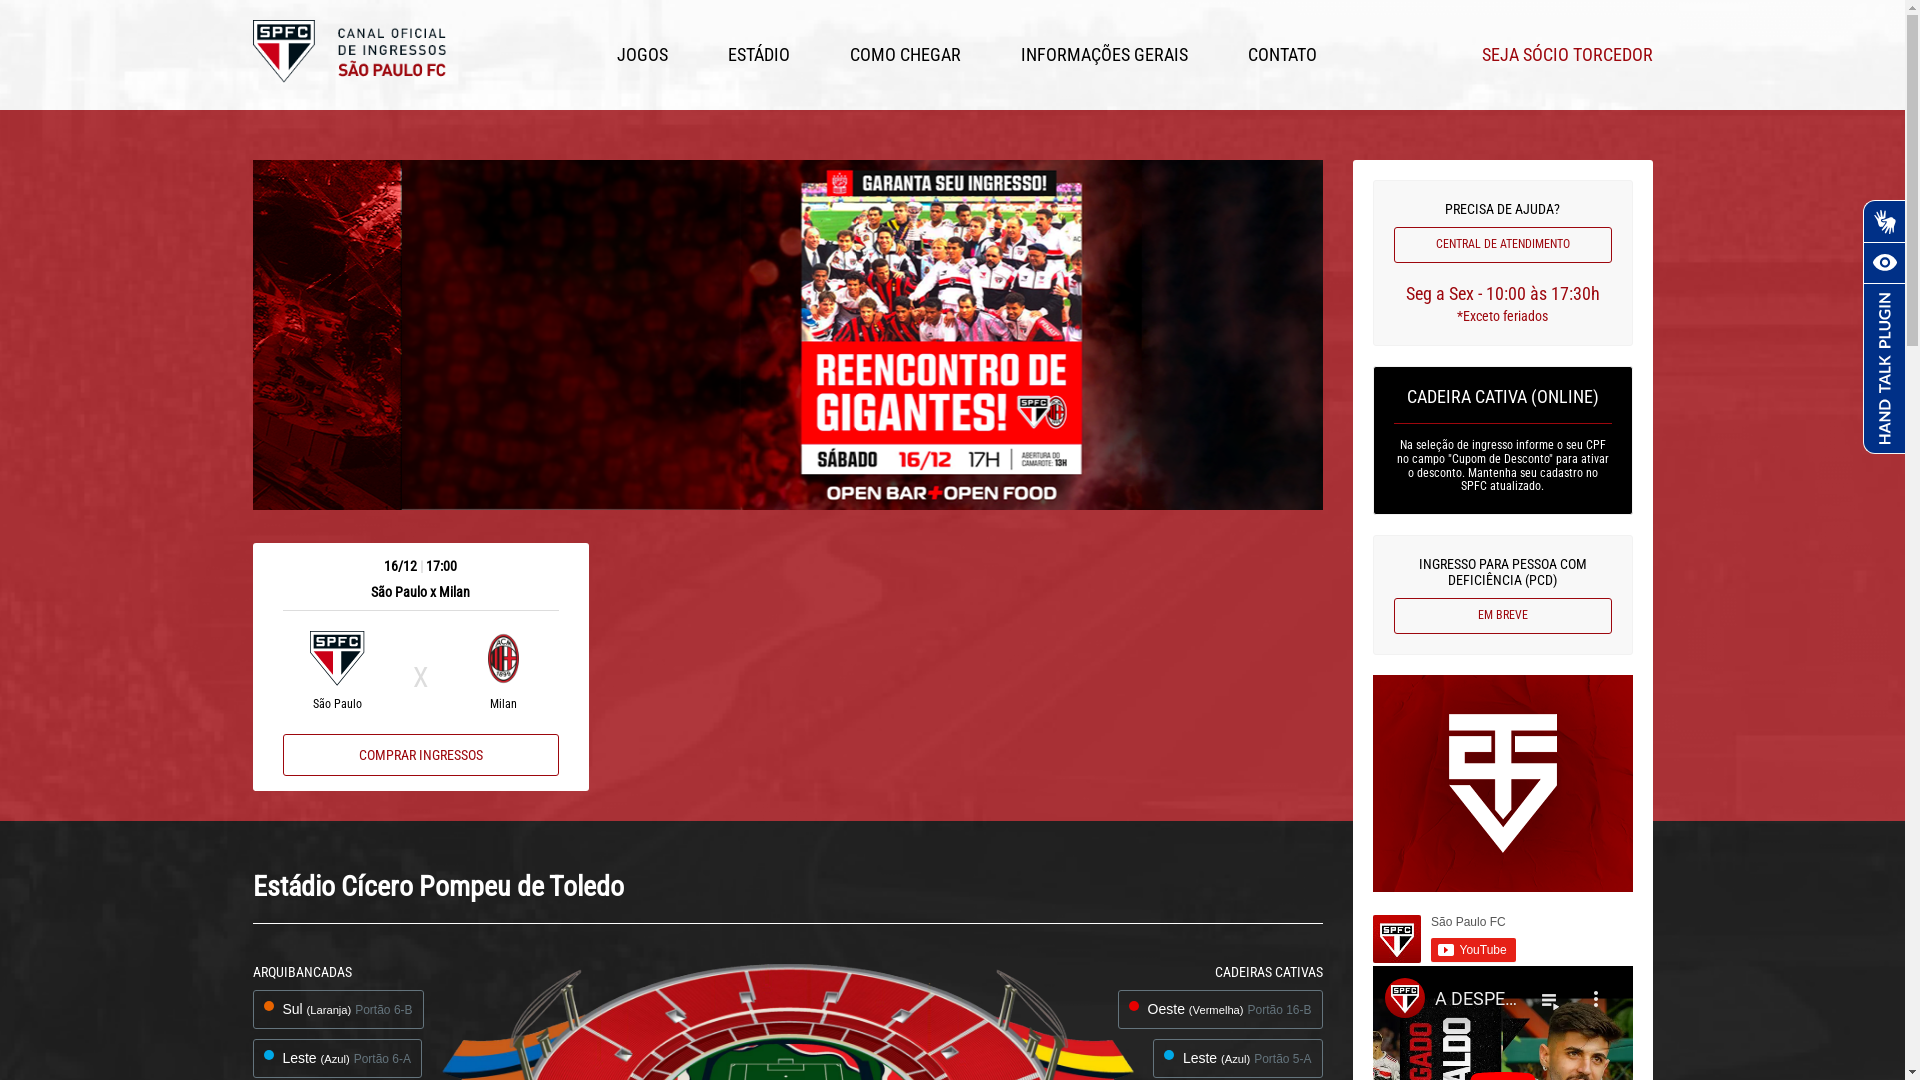 SPFC
CANAL OFICIAL
DE INGRESSOS
SÃO PAULO FC
JOGOS
ESTÁDIO
COMO CHEGAR
INFORMAÇÕES GERAIS
CONTATO
SEJA SÓCIO TORCEDOR
GARANTA SEU INGRESSO!
REENCONTRO DE
GIGANTES!
SPFC
SÁBADO 16/12 17H
ABERTURA DO
CAMAROTE: 13H
OPEN BAR+OPEN FOOD
16/12 | 17:00
São Paulo x Milan
SPFC
X
São Paulo
Milan
COMPRAR INGRESSOS
PRECISA DE AJUDA?
CENTRAL DE ATENDIMENTO
Seg a Sex - 10:00 às 17:30h
*Exceto feriados
CADEIRA CATIVA (ONLINE)
Na seleção de ingresso informe o seu CPF
no campo "Cupom de Desconto" para ativar
o desconto. Mantenha seu cadastro no
SPFC atualizado.
INGRESSO PARA PESSOA COM
DEFICIÊNCIA (PCD)
EM BREVE
HAND TALK PLUGIN
São Paulo FC
SPFC
YouTube
SPFC
A DESPE...
Estádio Cícero Pompeu de Toledo
ARQUIBANCADAS
Sul (Laranja) Portão 6-B
Leste (Azul) Portão 6-A
CADEIRAS CATIVAS
Oeste (Vermelha) Portão 16-B
Leste (Azul) Portão 5-A